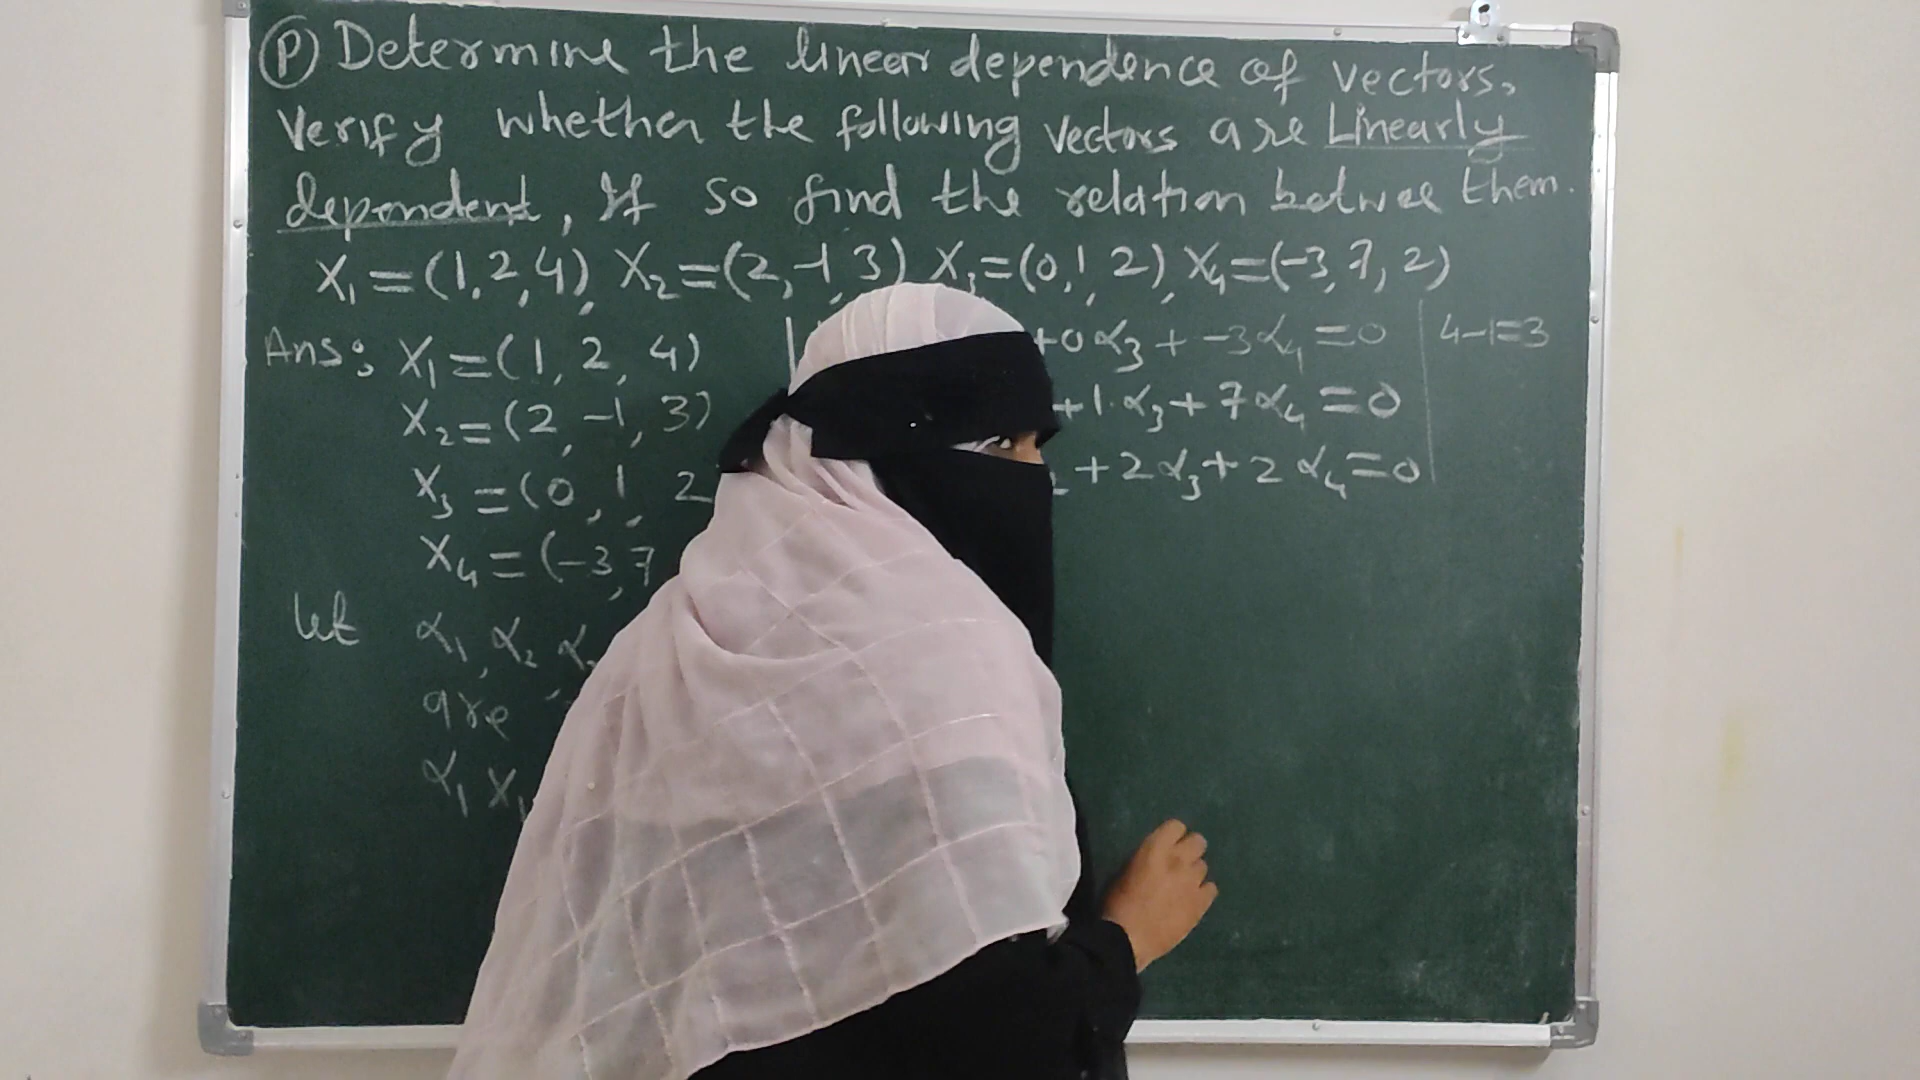 (P) Determine the linear dependence of vectors,
Verify whether the following vectors are Linearly
dependent, If so find the relation betwee them.
X₁=(1,2,4), X₂=(2,-1,3), X₃=(0,1,2), X₄=(-3,7,2)
Ans: X₁=(1, 2, 4)
X₂=(2, -1, 3)
X₃=(0, 1, 2
X₄=(-3,7
let α₁, α₂,
are
α₁ X₁
+0α₃ + -3α₄=0
+1·α₃+7α₄=0
+2α₃+2α₄=0
4-1=3